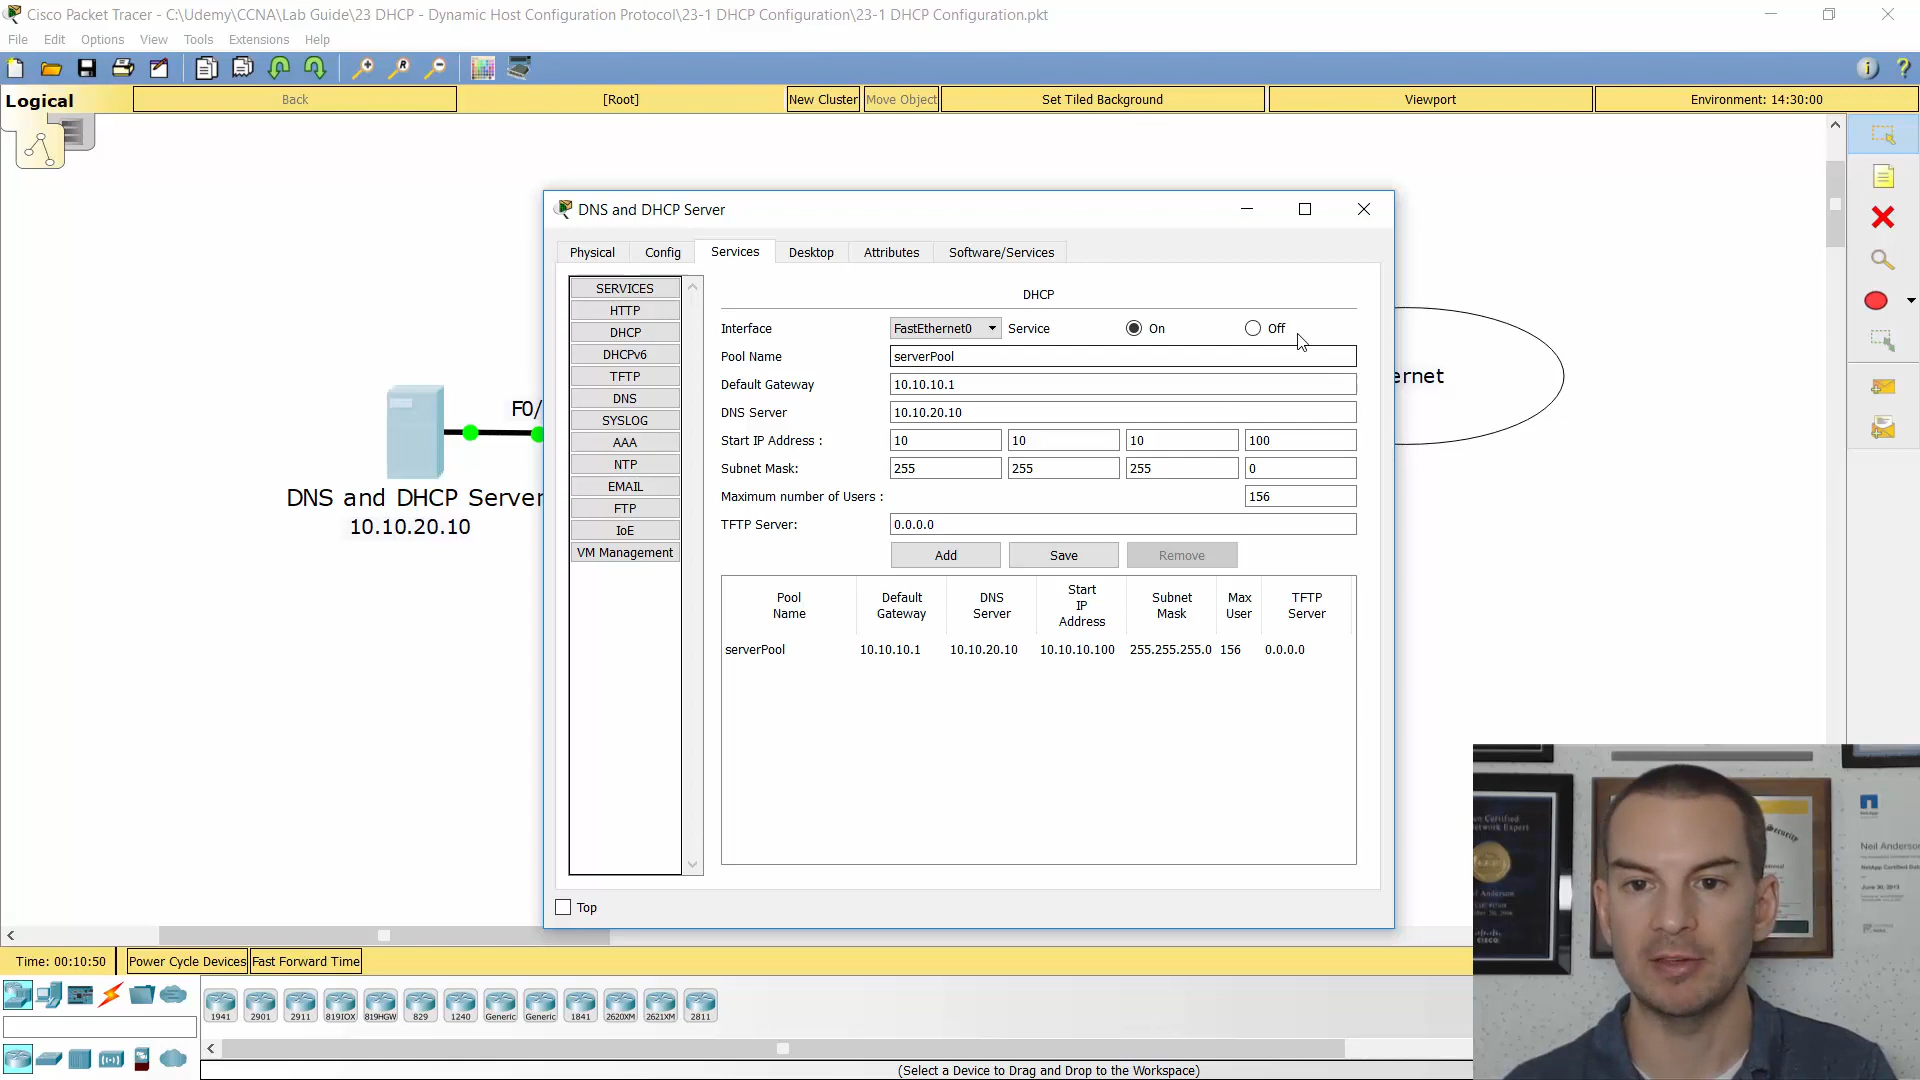 Cisco Packet Tracer - C:\Udemy\CCNA\Lab Guide\23 DHCP - Dynamic Host Configuration Protocol\23-1 DHCP Configuration\23-1 DHCP Configuration.pkt
File Edit Options View Tools Extensions Help
Logical Back [Root] New Cluster Move Object Set Tiled Background Viewport Environment: 14:30:00
DNS and DHCP Server
Physical Config Services Desktop Attributes Software/Services
SERVICES
HTTP
DHCP
DHCPv6
TFTP
DNS
SYSLOG
AAA
NTP
EMAIL
FTP
IoE
VM Management
DHCP
Interface FastEthernet0 Service On Off
Pool Name serverPool
Default Gateway 10.10.10.1
DNS Server 10.10.20.10
Start IP Address : 10 10 10 100
Subnet Mask: 255 255 255 0
Maximum number of Users : 156
TFTP Server: 0.0.0.0
Add Save Remove
Pool Name Default Gateway DNS Server Start IP Address Subnet Mask Max User TFTP Server
serverPool 10.10.10.1 10.10.20.10 10.10.10.100 255.255.255.0 156 0.0.0.0
Top
F0/
DNS and DHCP Server
10.10.20.10
ernet
Time: 00:10:50 Power Cycle Devices Fast Forward Time
1941 2901 2911 819IOX 819HGW 829 1240 Generic Generic 1841 2620XM 2621XM 2811
(Select a Device to Drag and Drop to the Workspace)
Neil Anderson